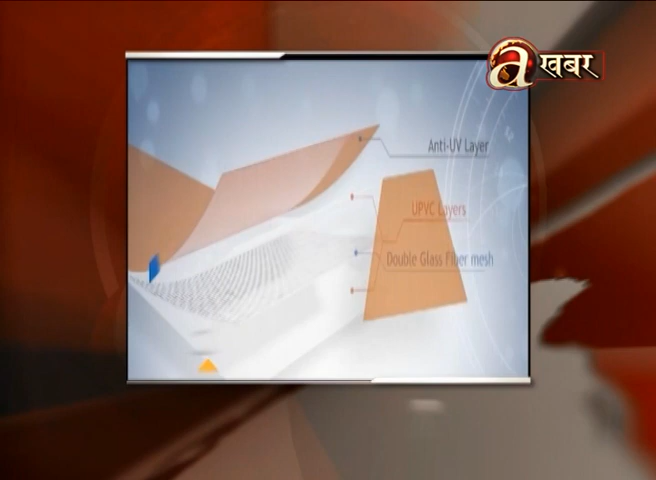 a खबर
Anti-UV Layer
UPVC Layers
Double Glass Fiber mesh